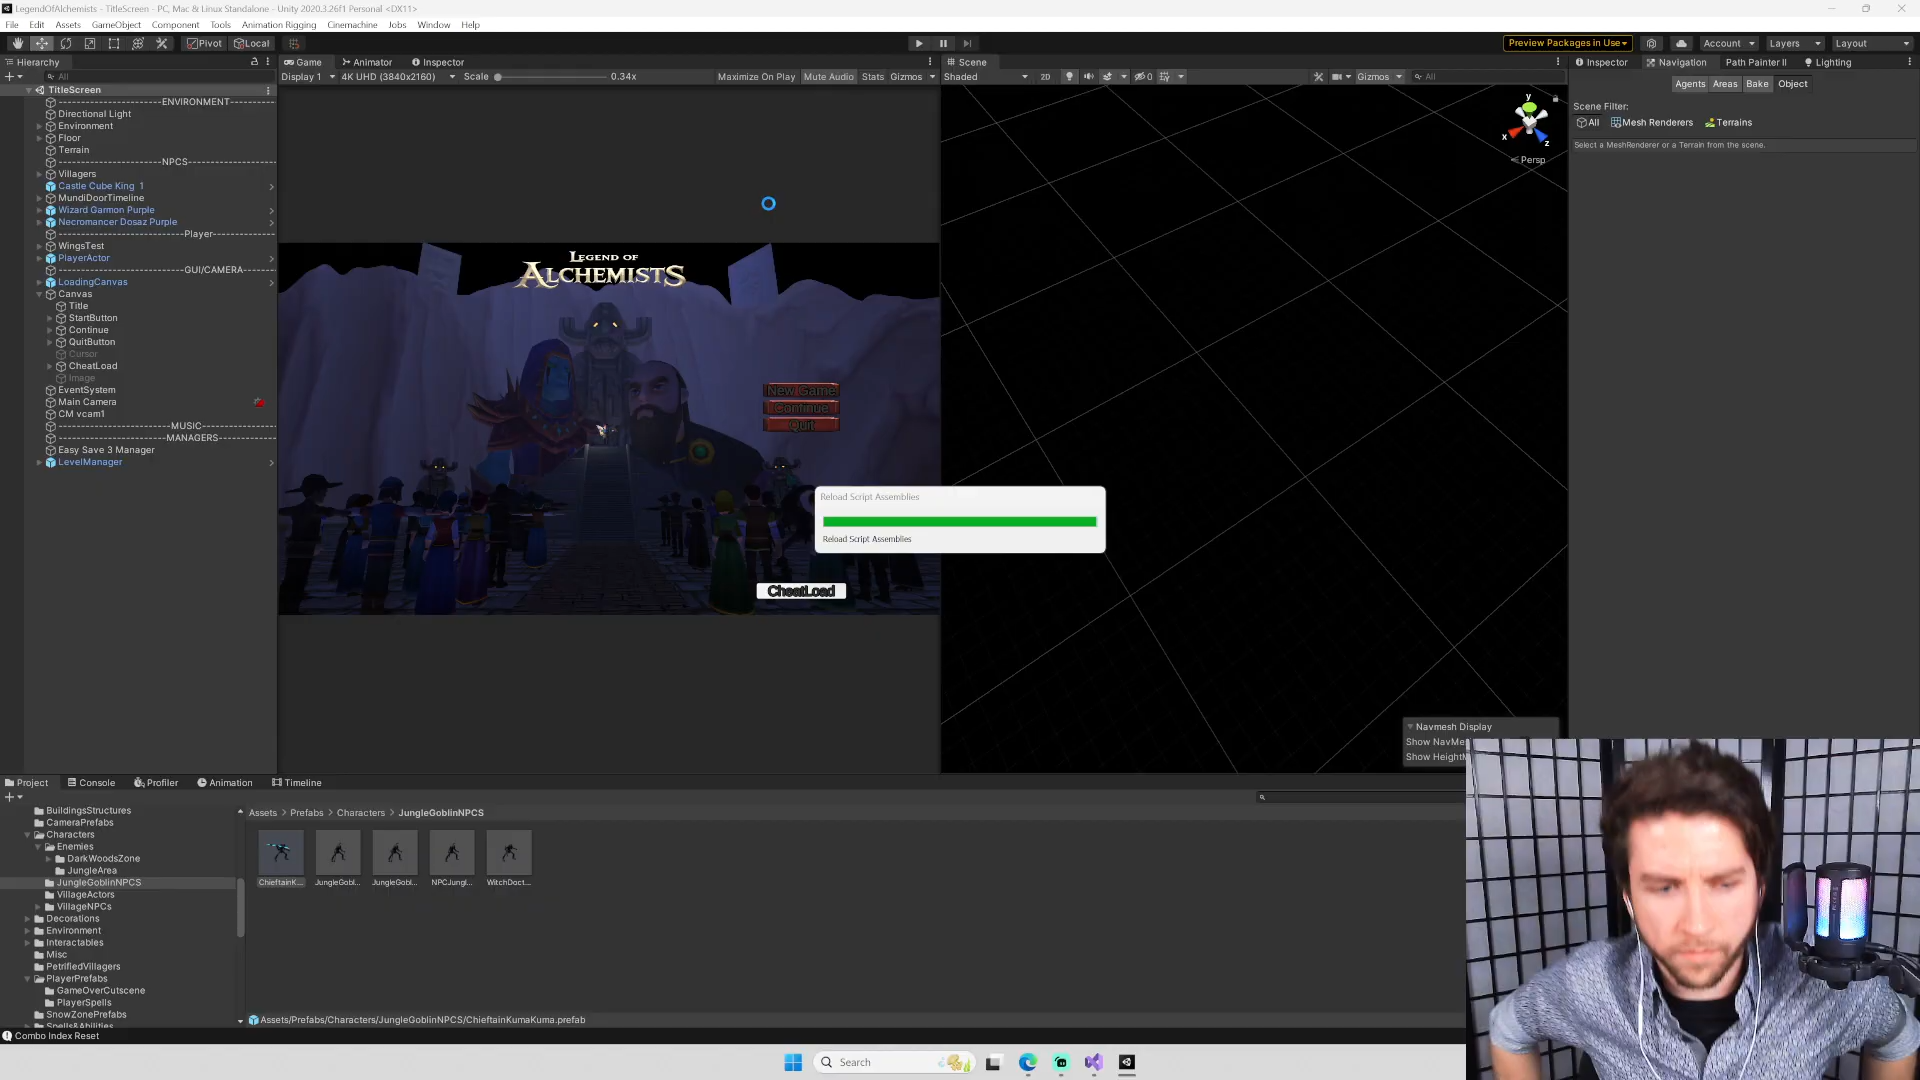 LegendOfAlchemists - TitleScreen - PC, Mac & Linux Standalone - Unity 2020.3.26f1 Personal <DX11>
File Edit Assets GameObject Component Jobs Tools Animation Rigging Cinemachine Window Help
Pivot Local
Preview Packages in Use
Account Layers Layout
Hierarchy
All
TitleScreen
ENVIRONMENT
Directional Light
Environment
Floor
Terrain
NPCS
Villagers
Castle Cube King 1
MundiDoorTimeline
Wizard Garmon Purple
Necromancer Dosaz Purple
Player
WingsTest
PlayerActor
GUI/CAMERA
LoadingCanvas
Canvas
Title
StartButton
Continue
QuitButton
Cursor
CheatLoad
Image
EventSystem
Main Camera
CM vcam1
MUSIC
MANAGERS
Easy Save 3 Manager
LevelManager
Game Animator Inspector
Display 1 4K UHD (3840x2160) Scale 0.34x Maximize On Play Mute Audio Stats Gizmos
LEGEND OF
ALCHEMISTS
New Game
Continue
Quit
CheatLoad
Reload Script Assemblies
Reload Script Assemblies
Scene
Shaded 2D 0 Gizmos All
y
x
z
Persp
Navmesh Display
Show NavMe
Show HeightM
Inspector Navigation Path Painter II Lighting
Agents Areas Bake Object
Scene Filter:
All Mesh Renderers Terrains
Select a MeshRenderer or a Terrain from the scene.
Project Console Profiler Animation Timeline
BuildingsStructures
CameraPrefabs
Characters
Enemies
DarkWoodsZone
JungleArea
JungleGoblinNPCS
VillageActors
VillageNPCs
Decorations
Environment
Interactables
Misc
PetrifiedVillagers
PlayerPrefabs
GameOverCutscene
PlayerSpells
SnowZonePrefabs
Spells&Abilities
Assets > Prefabs > Characters > JungleGoblinNPCS
ChieftainK... JungleGobl... JungleGobl... NPCJungl... WitchDoct...
Assets/Prefabs/Characters/JungleGoblinNPCS/ChieftainKumaKuma.prefab
Combo Index Reset
Search